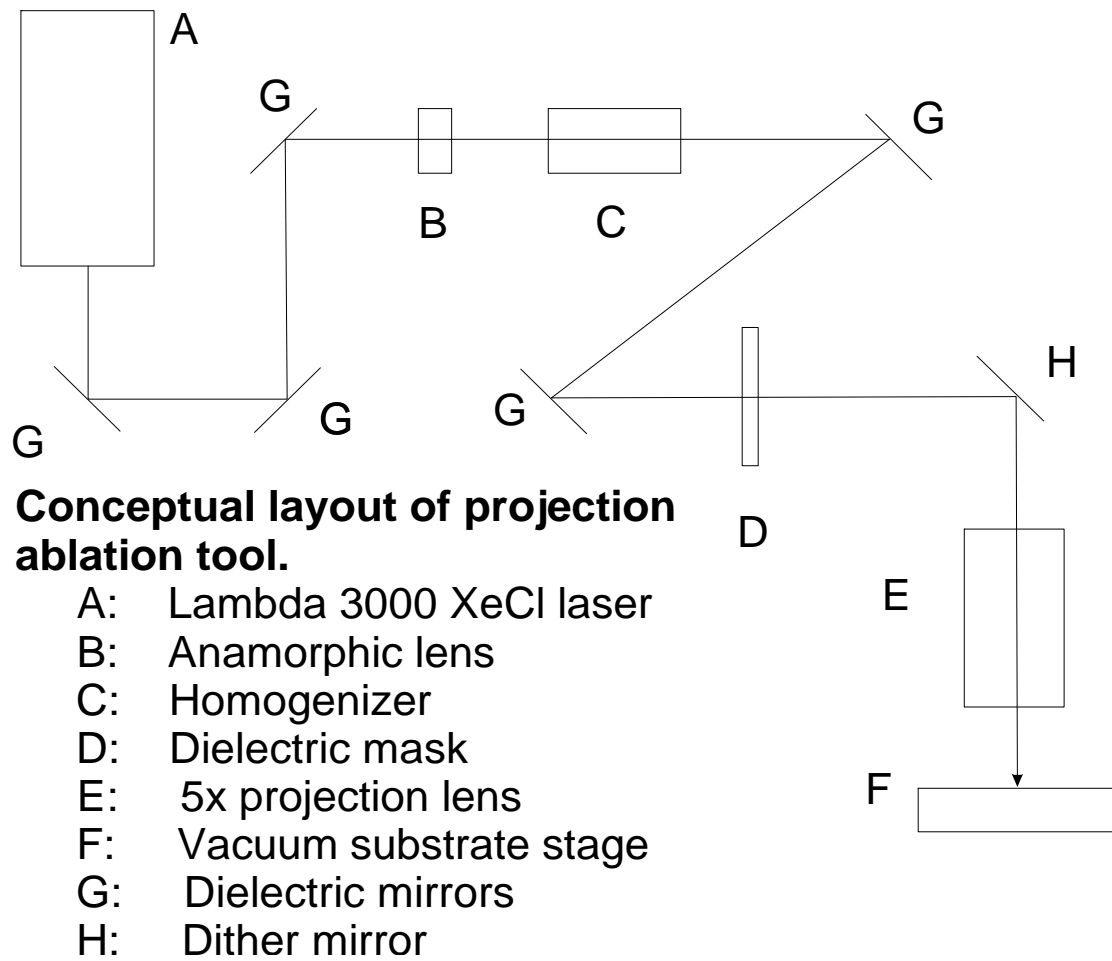 A
G
G
B
C
H
G
G
G
D
E
F
Conceptual layout of projection
ablation tool.
A: Lambda 3000 XeCl laser
B: Anamorphic lens
C: Homogenizer
D: Dielectric mask
E: 5x projection lens
F: Vacuum substrate stage
G: Dielectric mirrors
H: Dither mirror